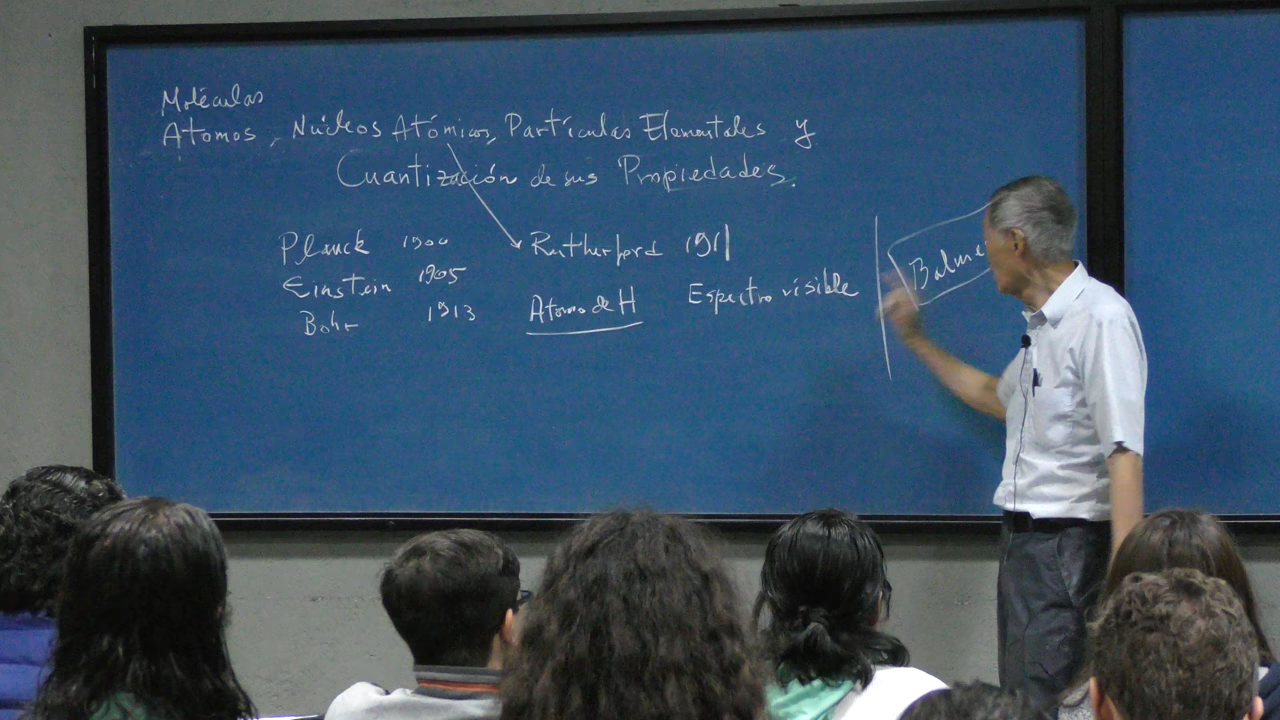 Moléculas
Atomos, Núcleos Atómicos, Partículas Elementales y
Cuantización de sus Propiedades.
Planck 1900
Rutherford 1911
Einstein 1905
Bohr 1913
Atomo de H
Espectro visible
Balme